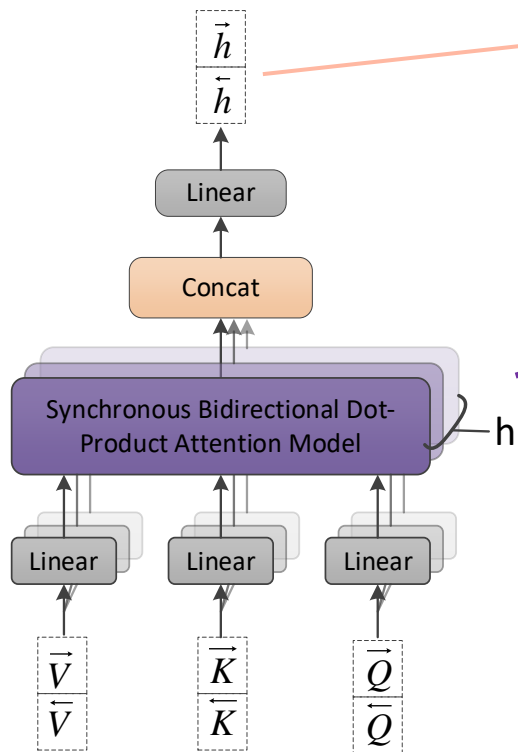 →h
←h
Linear
Concat
Synchronous Bidirectional Dot-
Product Attention Model
h
Linear Linear Linear
→V →K →Q
←V ←K ←Q